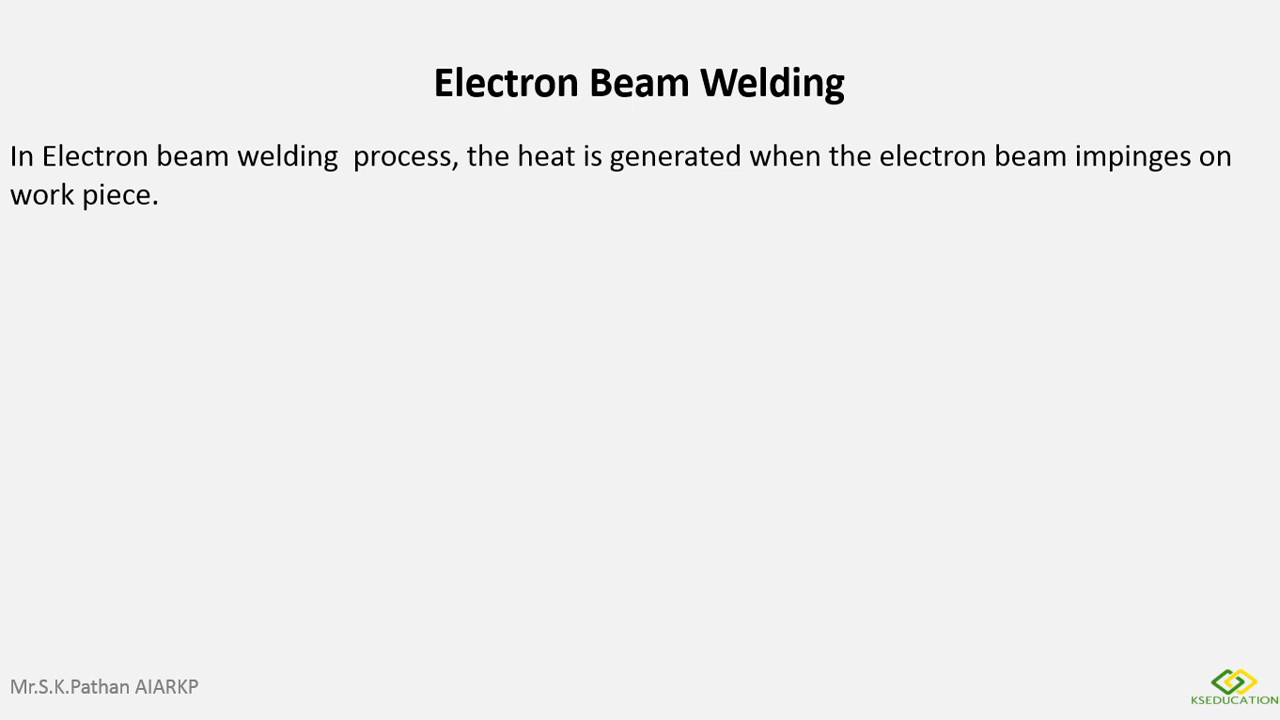 Electron Beam Welding
In Electron beam welding  process, the heat is generated when the electron beam impinges on
work piece.
Mr.S.K.Pathan AIARKP
KSEDUCATION